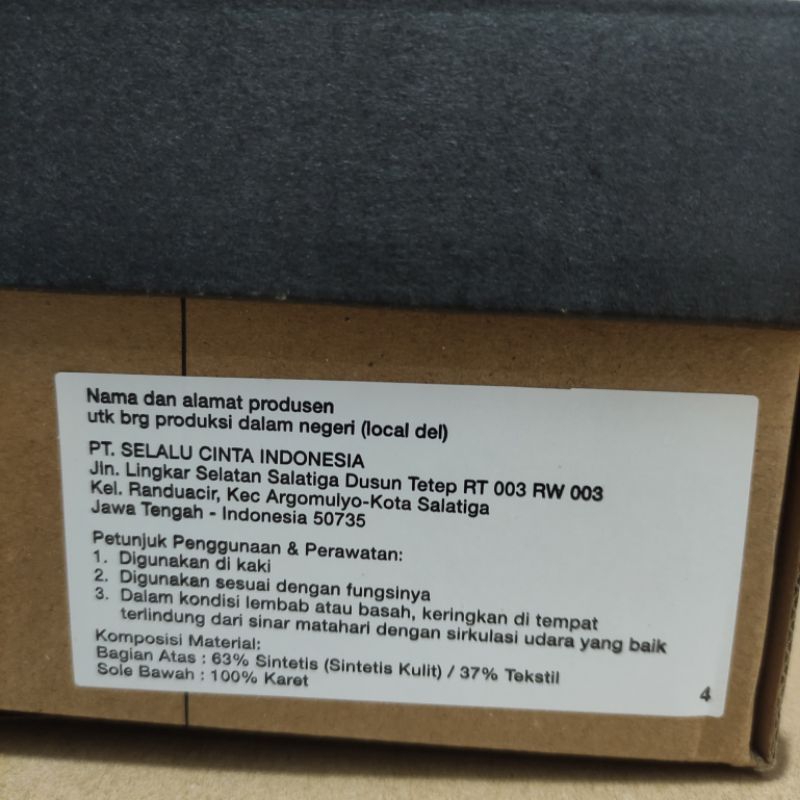 Nama dan alamat produsen
utk brg produksi dalam negeri (local del)
PT. SELALU CINTA INDONESIA
Jln. Lingkar Selatan Salatiga Dusun Tetep RT 003 RW 003
Kel. Randuacir, Kec Argomulyo-Kota Salatiga
Jawa Tengah - Indonesia 50735
Petunjuk Penggunaan & Perawatan:
1. Digunakan di kaki
2. Digunakan sesuai dengan fungsinya
3. Dalam kondisi lembab atau basah, keringkan di tempat
terlindung dari sinar matahari dengan sirkulasi udara yang baik
Komposisi Material:
Bagian Atas : 63% Sintetis (Sintetis Kulit) / 37% Tekstil
Sole Bawah : 100% Karet
4